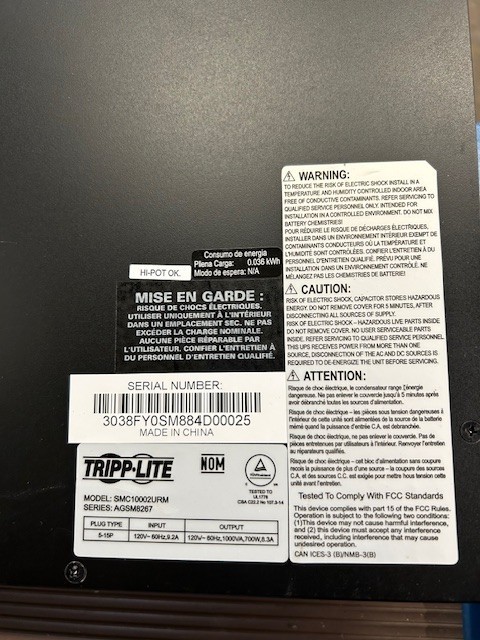 ⚠ WARNING:
TO REDUCE THE RISK OF ELECTRIC SHOCK INSTALL IN A
TEMPERATURE AND HUMIDITY CONTROLLED INDOOR AREA
FREE OF CONDUCTIVE CONTAMINANTS. REFER SERVICING TO
QUALIFIED SERVICE PERSONNEL ONLY. INTENDED FOR
INSTALLATION IN A CONTROLLED ENVIRONMENT. DO NOT MIX
BATTERY CHEMISTRIES!
POUR RÉDUIRE LE RISQUE DE DÉCHARGES ÉLECTRIQUES,
INSTALLER DANS UN ENVIRONNEMENT INTÉRIEUR EXEMPT DE
CONTAMINANTS CONDUCTEURS OÙ LA TEMPÉRATURE ET
L'HUMIDITÉ SONT CONTRÔLÉES. CONFIER L'ENTRETIEN À DU
PERSONNEL D'ENTRETIEN QUALIFIÉ. PRÉVU POUR UNE
INSTALLATION DANS UN ENVIRONNEMENT CONTRÔLÉ. NE
MÉLANGEZ PAS LES CHEMISTRIES DE BATTERIE!
⚠ CAUTION:
RISK OF ELECTRIC SHOCK, CAPACITOR STORES HAZARDOUS
ENERGY, DO NOT REMOVE COVER FOR 5 MINUTES, AFTER
DISCONNECTING ALL SOURCES OF SUPPLY.
RISK OF ELECTRIC SHOCK – HAZARDOUS LIVE PARTS INSIDE
DO NOT REMOVE COVER. NO USER SERVICEABLE PARTS
INSIDE. REFER SERVICING TO QUALIFIED SERVICE PERSONNEL
THIS UPS RECEIVES POWER FROM MORE THAN ONE
SOURCE, DISCONNECTION OF THE AC AND DC SOURCES IS
REQUIRED TO DE-ENERGIZE THE UNIT BEFORE SERVICING.
⚠ ATTENTION:
Risque de choc électrique, le condensateur range l'énergie
dangereuse. Ne pas enlever le couverde jusqu'à 5 minutes après
avoir débranché toutes les sources d'alimentation.
Risque de choc électrique – les pièces sous tension dangereuses à
l'intérieur de cette unité sont alimentées de la source de la batterie
même quand la puissance d'entrée C.A. est debranchée.
Risque de choc électrique, ne pas enlever le couvercle. Pas de
pièces entretenues par utilisateur à l'intérieur. Renvoyer l'entretien
au réparateurs qualifiés.
Risque de choc électrique – cet bloc d'alimentation sans coupure
recois la puissance de plus d'une source – la coupure des sources
C.A. et des sources C.C. est exigée pour mettre hors tension cette
unité avant l'entretien.
Tested To Comply With FCC Standards
This device complies with part 15 of the FCC Rules.
Operation is subject to the following two conditions:
(1)This device may not cause harmful interference,
and (2) this device must accept any interference
received, including interference that may cause
undesired operation.
CAN ICES-3 (B)/NMB-3(B)
Consumo de energia
Plena Carga: 0.036 kWh
Modo de espera: N/A
HI-POT OK.
MISE EN GARDE :
RISQUE DE CHOCS ÉLECTRIQUES.
UTILISER UNIQUEMENT À L'INTÉRIEUR
DANS UN EMPLACEMENT SEC. NE PAS
EXCÉDER LA CHARGE NOMINALE.
AUCUNE PIÈCE RÉPARABLE PAR
L'UTILISATEUR. CONFIER L'ENTRETIEN À
DU PERSONNEL D'ENTRETIEN QUALIFIÉ.
SERIAL NUMBER:
3038FY0SM884D00025
MADE IN CHINA
TRIPP·LITE
NOM
TESTED TO
UL1778
CSA C22.2 No 107.3-14
MODEL: SMC10002URM
SERIES: AGSM8267
PLUG TYPE INPUT OUTPUT
5-15P 120V~ 60Hz,9.2A 120V~ 60Hz,1000VA,700W,8.3A